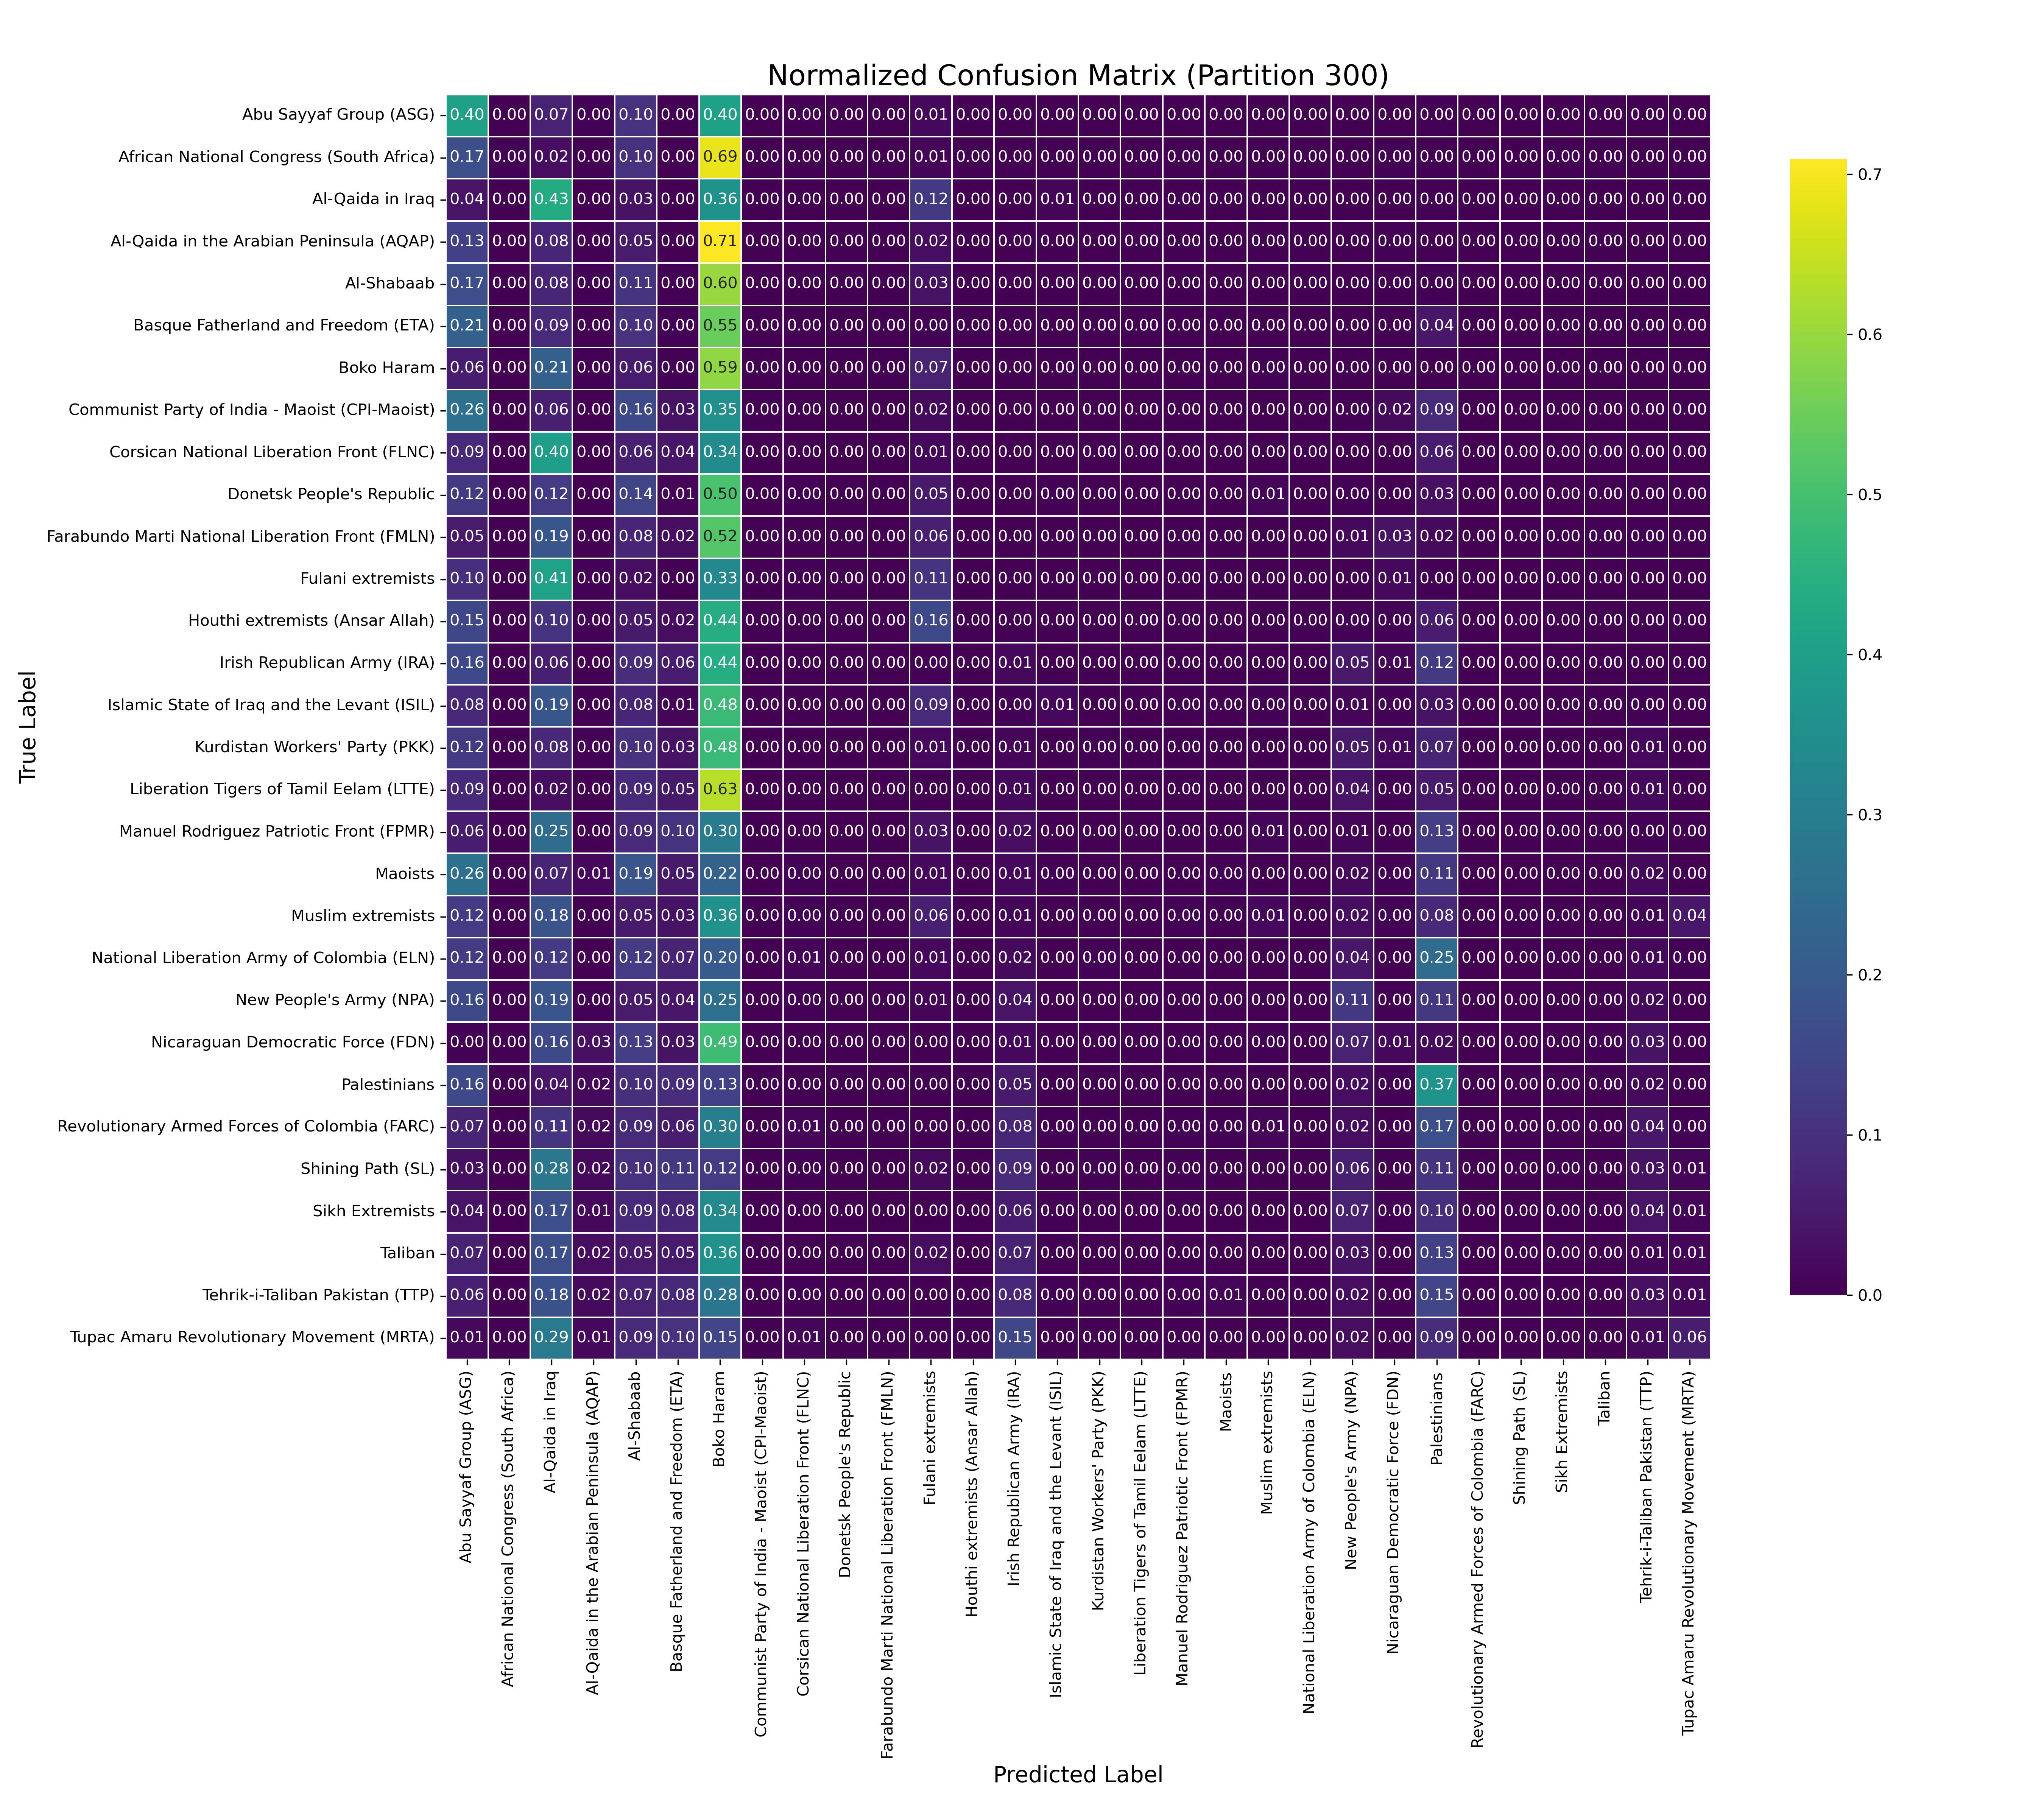 Normalized Confusion Matrix (Partition 300)
Abu Sayyaf Group (ASG) 0.40 0.00 0.07 0.00 0.10 0.00 0.40 0.00 0.00 0.00 0.00 0.01 0.00 0.00 0.00 0.00 0.00 0.00 0.00 0.00 0.00 0.00 0.00 0.00 0.00 0.00 0.00 0.00 0.00 0.00
African National Congress (South Africa) 0.17 0.00 0.02 0.00 0.10 0.00 0.69 0.00 0.00 0.00 0.00 0.01 0.00 0.00 0.00 0.00 0.00 0.00 0.00 0.00 0.00 0.00 0.00 0.00 0.00 0.00 0.00 0.00 0.00 0.00
Al-Qaida in Iraq 0.04 0.00 0.43 0.00 0.03 0.00 0.36 0.00 0.00 0.00 0.00 0.12 0.00 0.00 0.01 0.00 0.00 0.00 0.00 0.00 0.00 0.00 0.00 0.00 0.00 0.00 0.00 0.00 0.00 0.00
Al-Qaida in the Arabian Peninsula (AQAP) 0.13 0.00 0.08 0.00 0.05 0.00 0.71 0.00 0.00 0.00 0.00 0.02 0.00 0.00 0.00 0.00 0.00 0.00 0.00 0.00 0.00 0.00 0.00 0.00 0.00 0.00 0.00 0.00 0.00 0.00
Al-Shabaab 0.17 0.00 0.08 0.00 0.11 0.00 0.60 0.00 0.00 0.00 0.00 0.03 0.00 0.00 0.00 0.00 0.00 0.00 0.00 0.00 0.00 0.00 0.00 0.00 0.00 0.00 0.00 0.00 0.00 0.00
Basque Fatherland and Freedom (ETA) 0.21 0.00 0.09 0.00 0.10 0.00 0.55 0.00 0.00 0.00 0.00 0.00 0.00 0.00 0.00 0.00 0.00 0.00 0.00 0.00 0.00 0.00 0.00 0.04 0.00 0.00 0.00 0.00 0.00 0.00
Boko Haram 0.06 0.00 0.21 0.00 0.06 0.00 0.59 0.00 0.00 0.00 0.00 0.07 0.00 0.00 0.00 0.00 0.00 0.00 0.00 0.00 0.00 0.00 0.00 0.00 0.00 0.00 0.00 0.00 0.00 0.00
Communist Party of India - Maoist (CPI-Maoist) 0.26 0.00 0.06 0.00 0.16 0.03 0.35 0.00 0.00 0.00 0.00 0.02 0.00 0.00 0.00 0.00 0.00 0.00 0.00 0.00 0.00 0.00 0.02 0.09 0.00 0.00 0.00 0.00 0.00 0.00
Corsican National Liberation Front (FLNC) 0.09 0.00 0.40 0.00 0.06 0.04 0.34 0.00 0.00 0.00 0.00 0.01 0.00 0.00 0.00 0.00 0.00 0.00 0.00 0.00 0.00 0.00 0.00 0.06 0.00 0.00 0.00 0.00 0.00 0.00
Donetsk People's Republic 0.12 0.00 0.12 0.00 0.14 0.01 0.50 0.00 0.00 0.00 0.00 0.05 0.00 0.00 0.00 0.00 0.00 0.00 0.00 0.01 0.00 0.00 0.00 0.03 0.00 0.00 0.00 0.00 0.00 0.00
Farabundo Marti National Liberation Front (FMLN) 0.05 0.00 0.19 0.00 0.08 0.02 0.52 0.00 0.00 0.00 0.00 0.06 0.00 0.00 0.00 0.00 0.00 0.00 0.00 0.00 0.00 0.01 0.03 0.02 0.00 0.00 0.00 0.00 0.00 0.00
Fulani extremists 0.10 0.00 0.41 0.00 0.02 0.00 0.33 0.00 0.00 0.00 0.00 0.11 0.00 0.00 0.00 0.00 0.00 0.00 0.00 0.00 0.00 0.00 0.01 0.00 0.00 0.00 0.00 0.00 0.00 0.00
Houthi extremists (Ansar Allah) 0.15 0.00 0.10 0.00 0.05 0.02 0.44 0.00 0.00 0.00 0.00 0.16 0.00 0.00 0.00 0.00 0.00 0.00 0.00 0.00 0.00 0.00 0.00 0.06 0.00 0.00 0.00 0.00 0.00 0.00
Irish Republican Army (IRA) 0.16 0.00 0.06 0.00 0.09 0.06 0.44 0.00 0.00 0.00 0.00 0.00 0.00 0.01 0.00 0.00 0.00 0.00 0.00 0.00 0.00 0.05 0.01 0.12 0.00 0.00 0.00 0.00 0.00 0.00
Islamic State of Iraq and the Levant (ISIL) 0.08 0.00 0.19 0.00 0.08 0.01 0.48 0.00 0.00 0.00 0.00 0.09 0.00 0.00 0.01 0.00 0.00 0.00 0.00 0.00 0.00 0.01 0.00 0.03 0.00 0.00 0.00 0.00 0.00 0.00
Kurdistan Workers' Party (PKK) 0.12 0.00 0.08 0.00 0.10 0.03 0.48 0.00 0.00 0.00 0.00 0.01 0.00 0.01 0.00 0.00 0.00 0.00 0.00 0.00 0.00 0.05 0.01 0.07 0.00 0.00 0.00 0.00 0.01 0.00
Liberation Tigers of Tamil Eelam (LTTE) 0.09 0.00 0.02 0.00 0.09 0.05 0.63 0.00 0.00 0.00 0.00 0.00 0.00 0.01 0.00 0.00 0.00 0.00 0.00 0.00 0.00 0.04 0.00 0.05 0.00 0.00 0.00 0.00 0.01 0.00
Manuel Rodriguez Patriotic Front (FPMR) 0.06 0.00 0.25 0.00 0.09 0.10 0.30 0.00 0.00 0.00 0.00 0.03 0.00 0.02 0.00 0.00 0.00 0.00 0.00 0.01 0.00 0.01 0.00 0.13 0.00 0.00 0.00 0.00 0.00 0.00
Maoists 0.26 0.00 0.07 0.01 0.19 0.05 0.22 0.00 0.00 0.00 0.00 0.01 0.00 0.01 0.00 0.00 0.00 0.00 0.00 0.00 0.00 0.02 0.00 0.11 0.00 0.00 0.00 0.00 0.02 0.00
Muslim extremists 0.12 0.00 0.18 0.00 0.05 0.03 0.36 0.00 0.00 0.00 0.00 0.06 0.00 0.01 0.00 0.00 0.00 0.00 0.00 0.01 0.00 0.02 0.00 0.08 0.00 0.00 0.00 0.00 0.01 0.04
National Liberation Army of Colombia (ELN) 0.12 0.00 0.12 0.00 0.12 0.07 0.20 0.00 0.01 0.00 0.00 0.01 0.00 0.02 0.00 0.00 0.00 0.00 0.00 0.00 0.00 0.04 0.00 0.25 0.00 0.00 0.00 0.00 0.01 0.00
New People's Army (NPA) 0.16 0.00 0.19 0.00 0.05 0.04 0.25 0.00 0.00 0.00 0.00 0.01 0.00 0.04 0.00 0.00 0.00 0.00 0.00 0.00 0.00 0.11 0.00 0.11 0.00 0.00 0.00 0.00 0.02 0.00
Nicaraguan Democratic Force (FDN) 0.00 0.00 0.16 0.03 0.13 0.03 0.49 0.00 0.00 0.00 0.00 0.00 0.00 0.01 0.00 0.00 0.00 0.00 0.00 0.00 0.00 0.07 0.01 0.02 0.00 0.00 0.00 0.00 0.03 0.00
Palestinians 0.16 0.00 0.04 0.02 0.10 0.09 0.13 0.00 0.00 0.00 0.00 0.00 0.00 0.05 0.00 0.00 0.00 0.00 0.00 0.00 0.00 0.02 0.00 0.37 0.00 0.00 0.00 0.00 0.02 0.00
Revolutionary Armed Forces of Colombia (FARC) 0.07 0.00 0.11 0.02 0.09 0.06 0.30 0.00 0.01 0.00 0.00 0.00 0.00 0.08 0.00 0.00 0.00 0.00 0.00 0.01 0.00 0.02 0.00 0.17 0.00 0.00 0.00 0.00 0.04 0.00
Shining Path (SL) 0.03 0.00 0.28 0.02 0.10 0.11 0.12 0.00 0.00 0.00 0.00 0.02 0.00 0.09 0.00 0.00 0.00 0.00 0.00 0.00 0.00 0.06 0.00 0.11 0.00 0.00 0.00 0.00 0.03 0.01
Sikh Extremists 0.04 0.00 0.17 0.01 0.09 0.08 0.34 0.00 0.00 0.00 0.00 0.00 0.00 0.06 0.00 0.00 0.00 0.00 0.00 0.00 0.00 0.07 0.00 0.10 0.00 0.00 0.00 0.00 0.04 0.01
Taliban 0.07 0.00 0.17 0.02 0.05 0.05 0.36 0.00 0.00 0.00 0.00 0.02 0.00 0.07 0.00 0.00 0.00 0.00 0.00 0.00 0.00 0.03 0.00 0.13 0.00 0.00 0.00 0.00 0.01 0.01
Tehrik-i-Taliban Pakistan (TTP) 0.06 0.00 0.18 0.02 0.07 0.08 0.28 0.00 0.00 0.00 0.00 0.00 0.00 0.08 0.00 0.00 0.00 0.00 0.01 0.00 0.00 0.02 0.00 0.15 0.00 0.00 0.00 0.00 0.03 0.01
Tupac Amaru Revolutionary Movement (MRTA) 0.01 0.00 0.29 0.01 0.09 0.10 0.15 0.00 0.01 0.00 0.00 0.00 0.00 0.15 0.00 0.00 0.00 0.00 0.00 0.00 0.00 0.02 0.00 0.09 0.00 0.00 0.00 0.00 0.01 0.06
True Label
Abu Sayyaf Group (ASG)
African National Congress (South Africa)
Al-Qaida in Iraq
Al-Qaida in the Arabian Peninsula (AQAP)
Al-Shabaab
Basque Fatherland and Freedom (ETA)
Boko Haram
Communist Party of India - Maoist (CPI-Maoist)
Corsican National Liberation Front (FLNC)
Donetsk People's Republic
Farabundo Marti National Liberation Front (FMLN)
Fulani extremists
Houthi extremists (Ansar Allah)
Irish Republican Army (IRA)
Islamic State of Iraq and the Levant (ISIL)
Kurdistan Workers' Party (PKK)
Liberation Tigers of Tamil Eelam (LTTE)
Manuel Rodriguez Patriotic Front (FPMR)
Maoists
Muslim extremists
National Liberation Army of Colombia (ELN)
New People's Army (NPA)
Nicaraguan Democratic Force (FDN)
Palestinians
Revolutionary Armed Forces of Colombia (FARC)
Shining Path (SL)
Sikh Extremists
Taliban
Tehrik-i-Taliban Pakistan (TTP)
Tupac Amaru Revolutionary Movement (MRTA)
Predicted Label
0.7
0.6
0.5
0.4
0.3
0.2
0.1
0.0